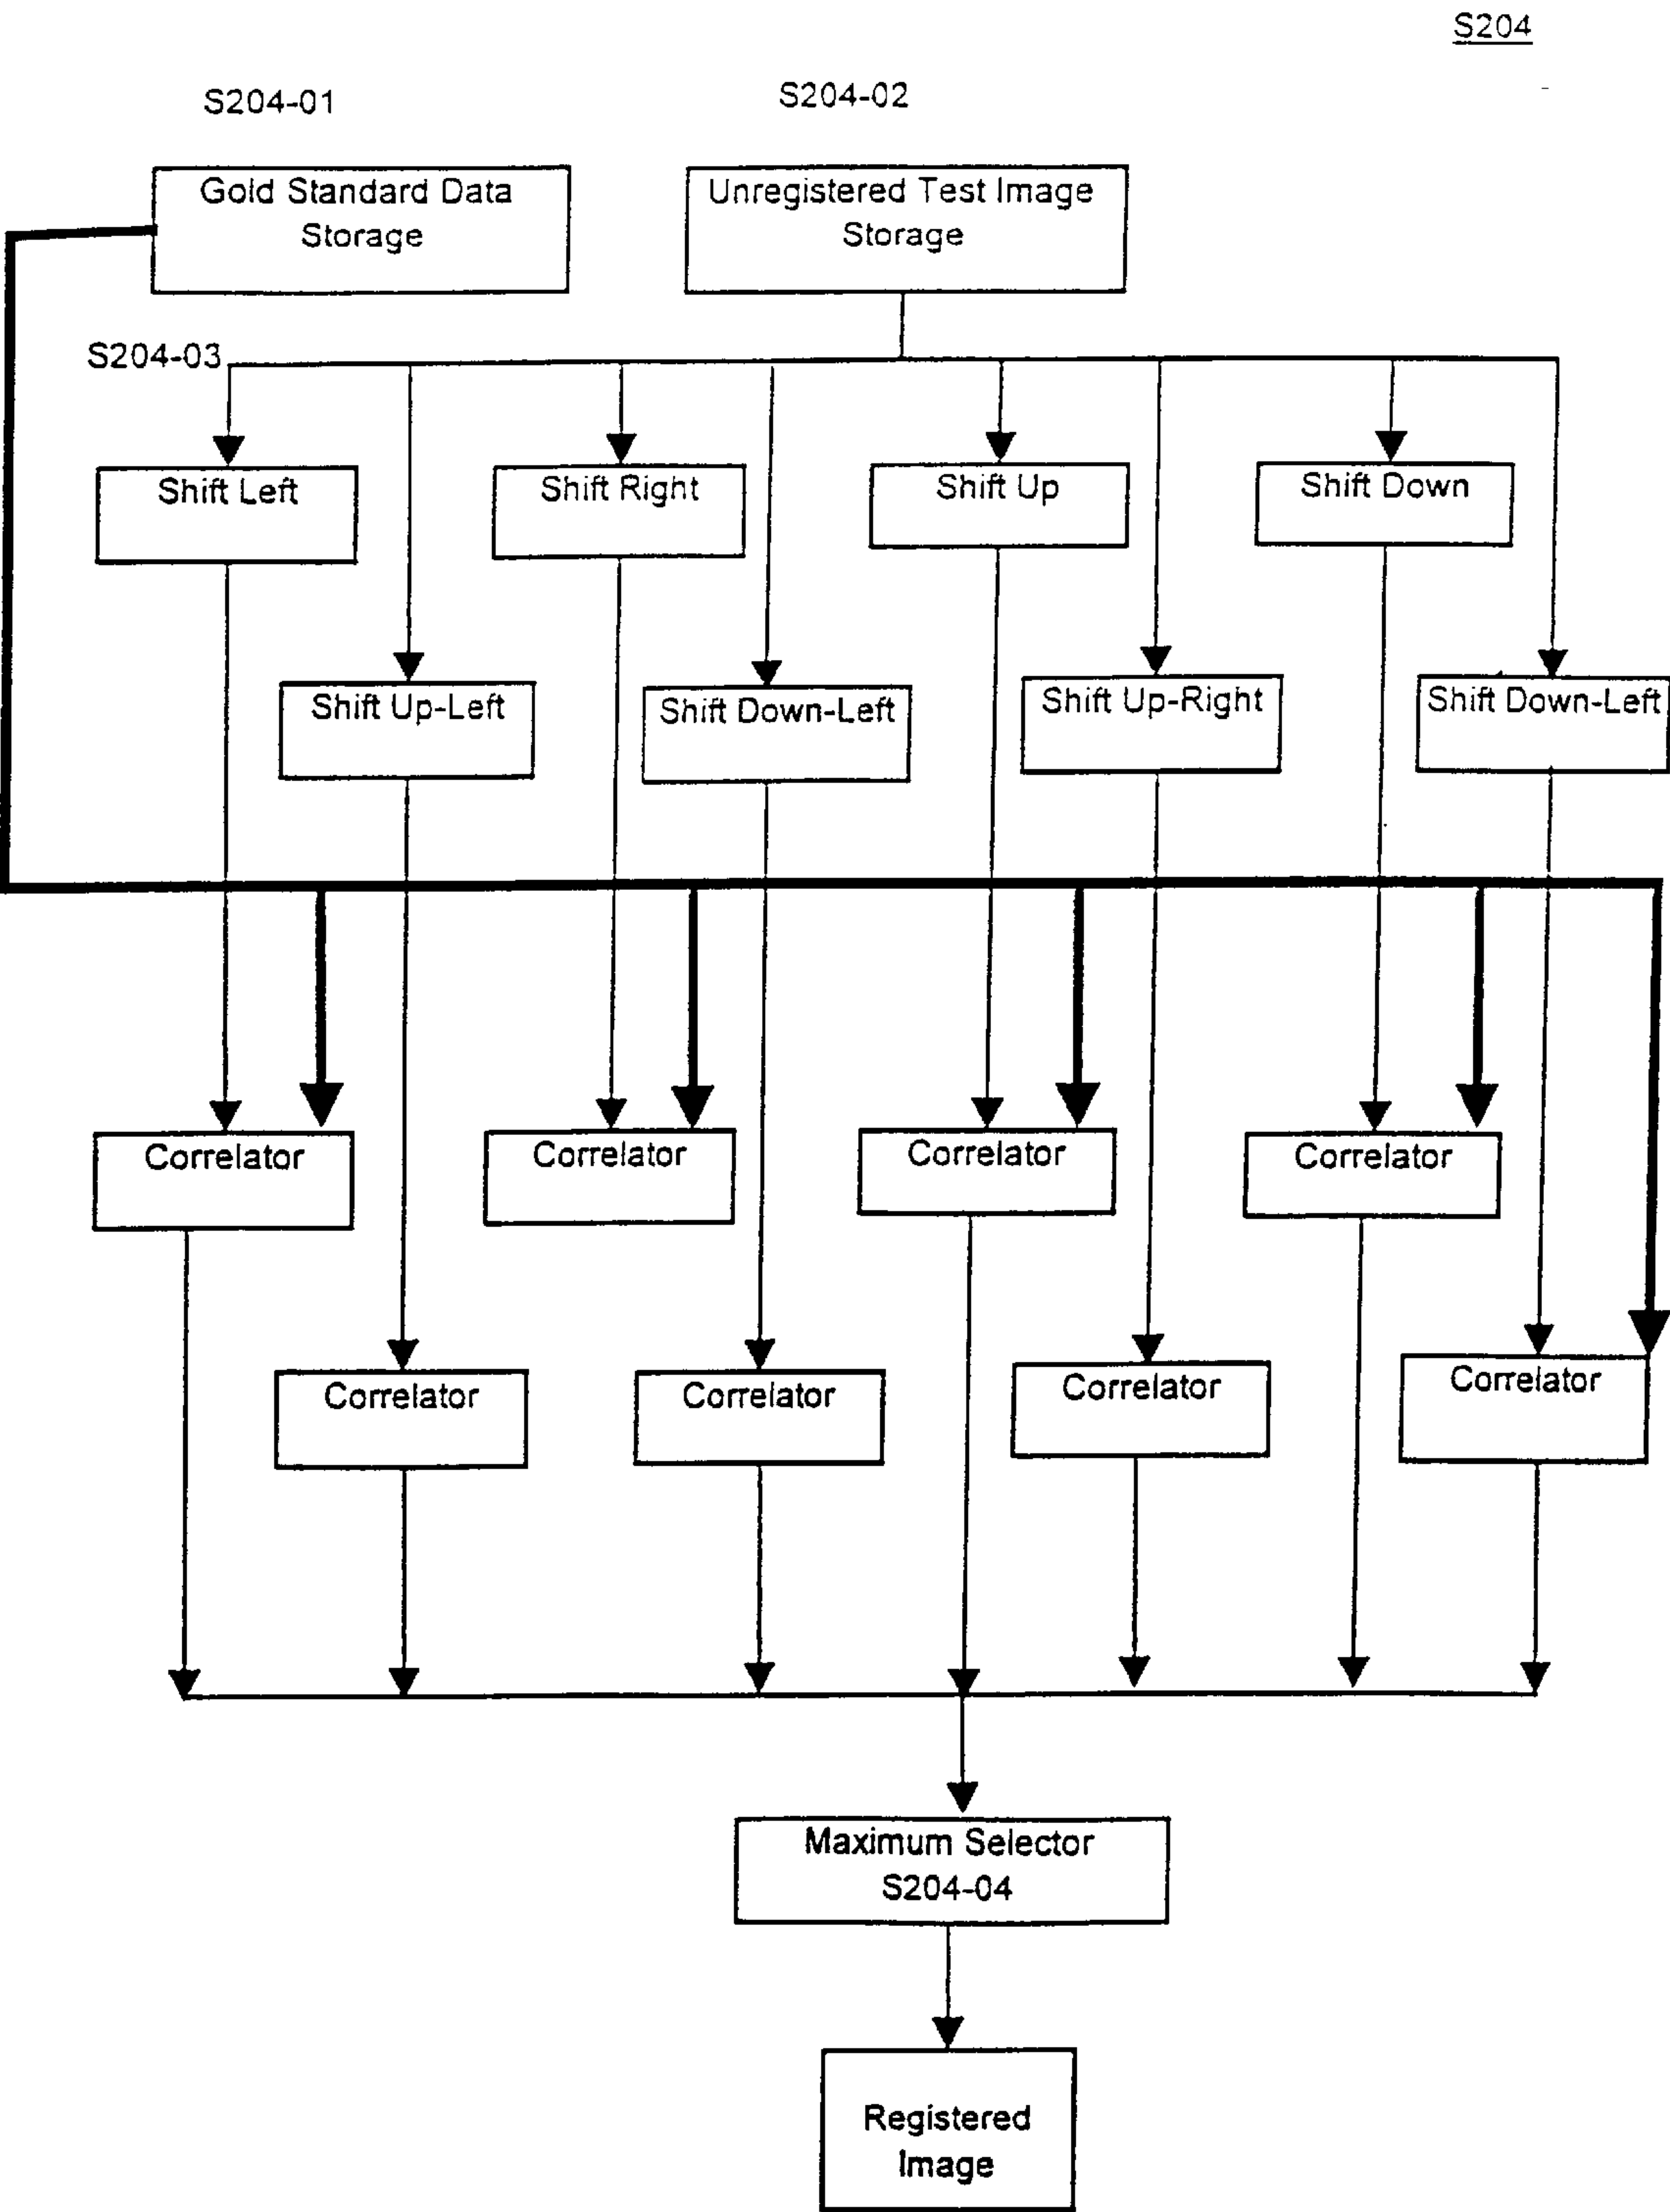 S204
S204-01
S204-02
Gold Standard Data
Storage
Unregistered Test Image
Storage
S204-03
Shift Left
Shift Right
Shift Up
Shift Down
Shift Up-Left
Shift Down-Left
Shift Up-Right
Shift Down-Left
Correlator
Correlator
Correlator
Correlator
Correlator
Correlator
Correlator
Correlator
Maximum Selector
S204-04
Registered
Image